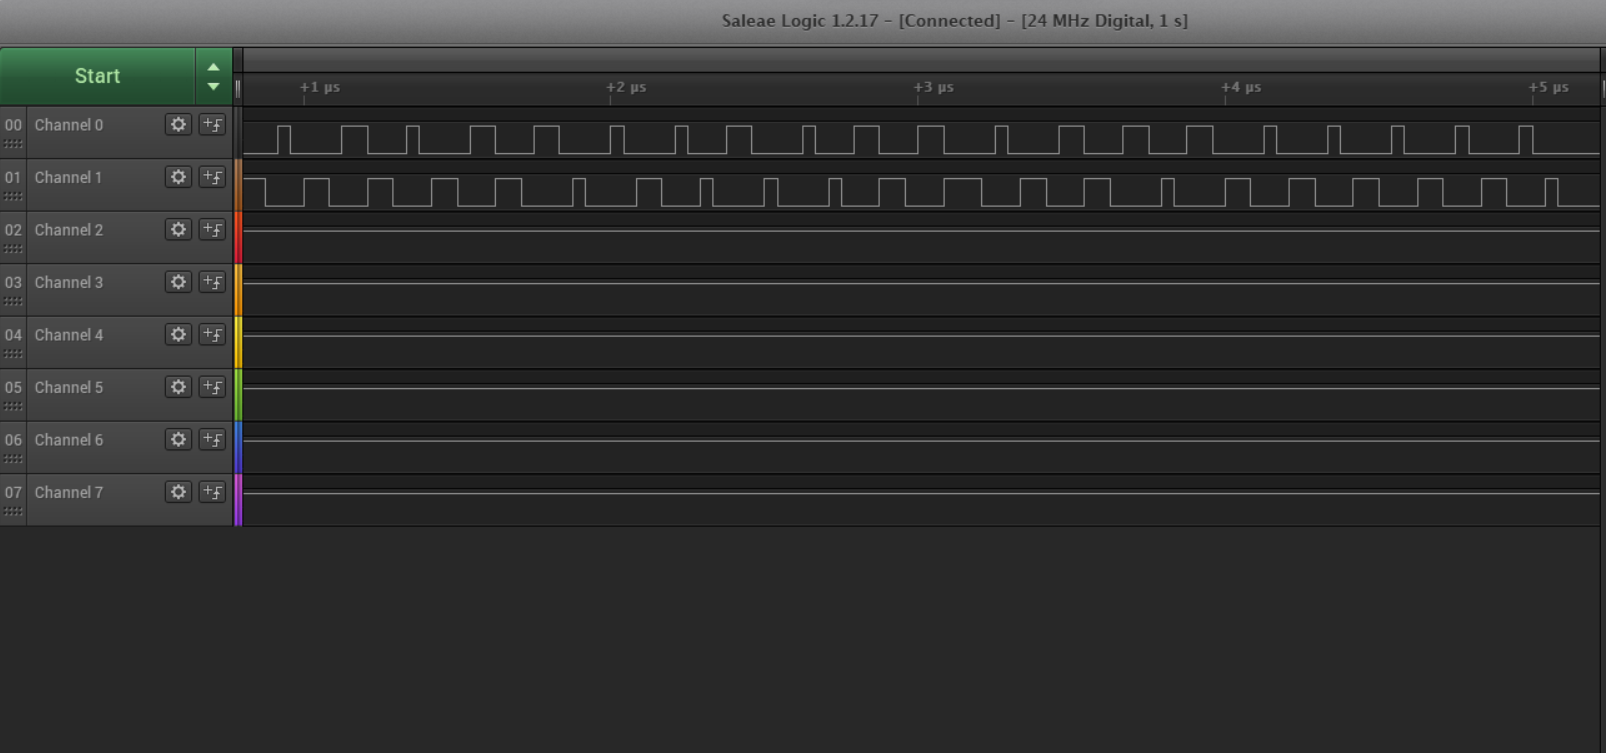 Saleae Logic 1.2.17 - [Connected] - [24 MHz Digital, 1 s]
Start
+1 µs +2 µs +3 µs +4 µs +5 µs
00 Channel 0
01 Channel 1
02 Channel 2
03 Channel 3
04 Channel 4
05 Channel 5
06 Channel 6
07 Channel 7